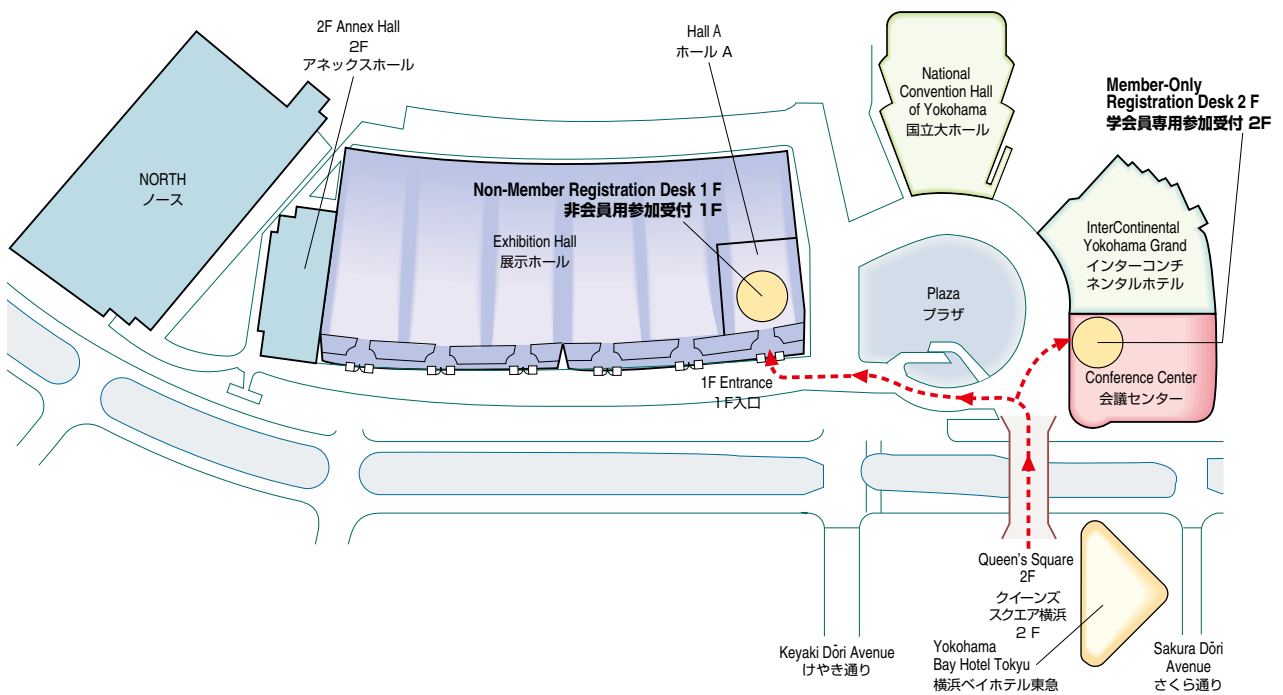 2F Annex Hall
2F
アネックスホール
Hall A
ホール A
National
Convention Hall
of Yokohama
国立大ホール
Member-Only
Registration Desk 2 F
学会員専用参加受付 2F
NORTH
ノース
Non-Member Registration Desk 1 F
非会員用参加受付 1F
Exhibition Hall
展示ホール
InterContinental
Yokohama Grand
インターコンチ
ネンタルホテル
Plaza
プラザ
1F Entrance
1F入口
Conference Center
会議センター
Queen's Square
2F
クイーンズ
スクエア横浜
2 F
Keyaki Dōri Avenue
けやき通り
Yokohama
Bay Hotel Tokyu
横浜ベイホテル東急
Sakura Dōri
Avenue
さくら通り